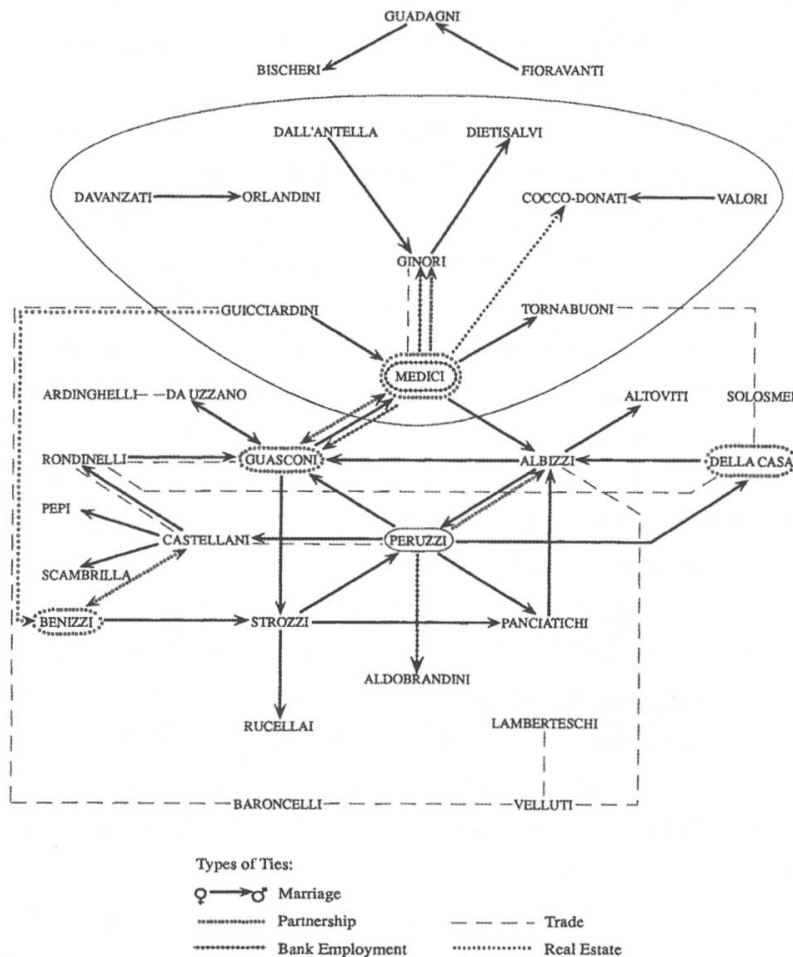 GUADAGNI
BISCHERI FIORAVANTI
DALL'ANTELLA DIETISALVI
DAVANZATI ORLANDINI COCCO-DONATI VALORI
GINORI
GUICCIARDINI TORNABUONI
MEDICI
ARDINGHELLI DA UZZANO ALTOVITI SOLOSMEI
RONDINELLI GUASCONI ALBIZZI DELLA CASA
PEPI
CASTELLANI PERUZZI
SCAMBRILLA
BENIZZI STROZZI PANCIATICHI
ALDOBRANDINI
RUCELLAI LAMBERTESCHI
BARONCELLI VELLUTI
Types of Ties:
♀ ♂ Marriage
Partnership Trade
Bank Employment Real Estate